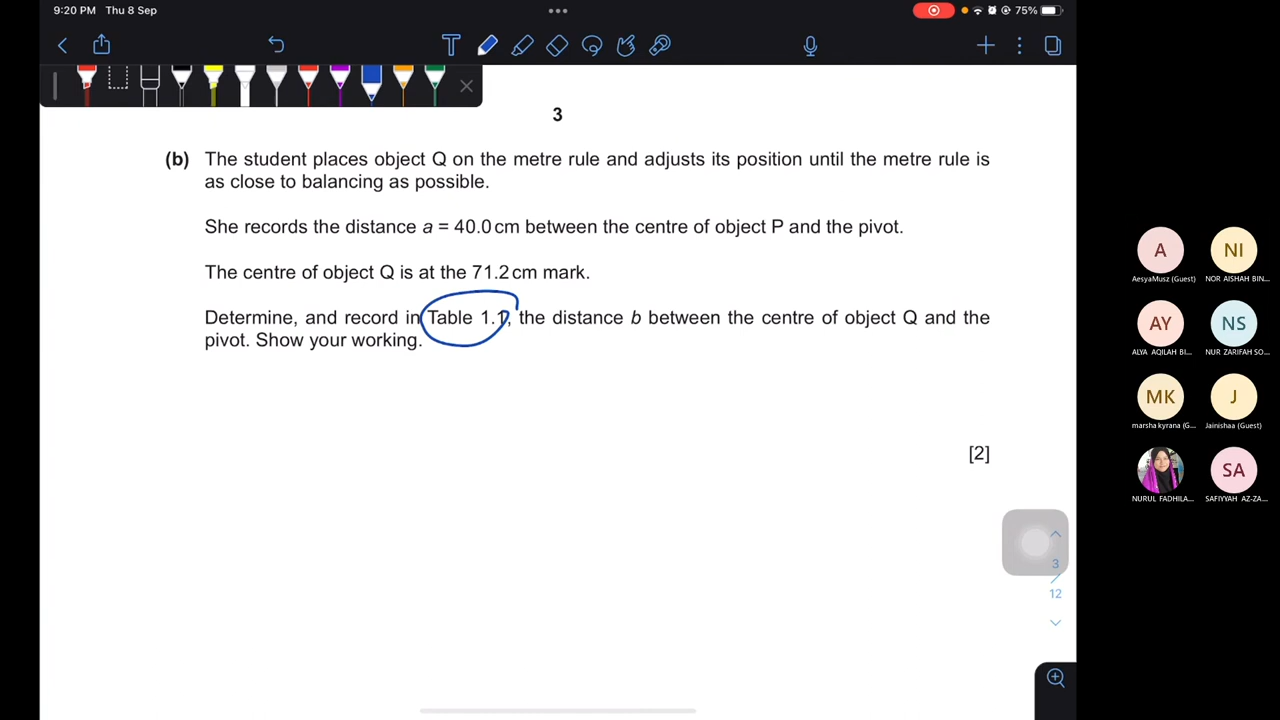 9:20 PM Thu 8 Sep
75%
3
(b) The student places object Q on the metre rule and adjusts its position until the metre rule is
as close to balancing as possible.
She records the distance a = 40.0 cm between the centre of object P and the pivot.
The centre of object Q is at the 71.2 cm mark.
Determine, and record in Table 1.1, the distance b between the centre of object Q and the
pivot. Show your working.
[2]
3
12
A
NI
AesyaMusz (Guest)
NOR AISHAH BIN...
AY
NS
ALYA AQILAH BI...
NUR ZARIFAH SO...
MK
J
marsha kyrana (G...
Jainishaa (Guest)
SA
NURUL FADHILA...
SAFIYYAH AZ-ZA...